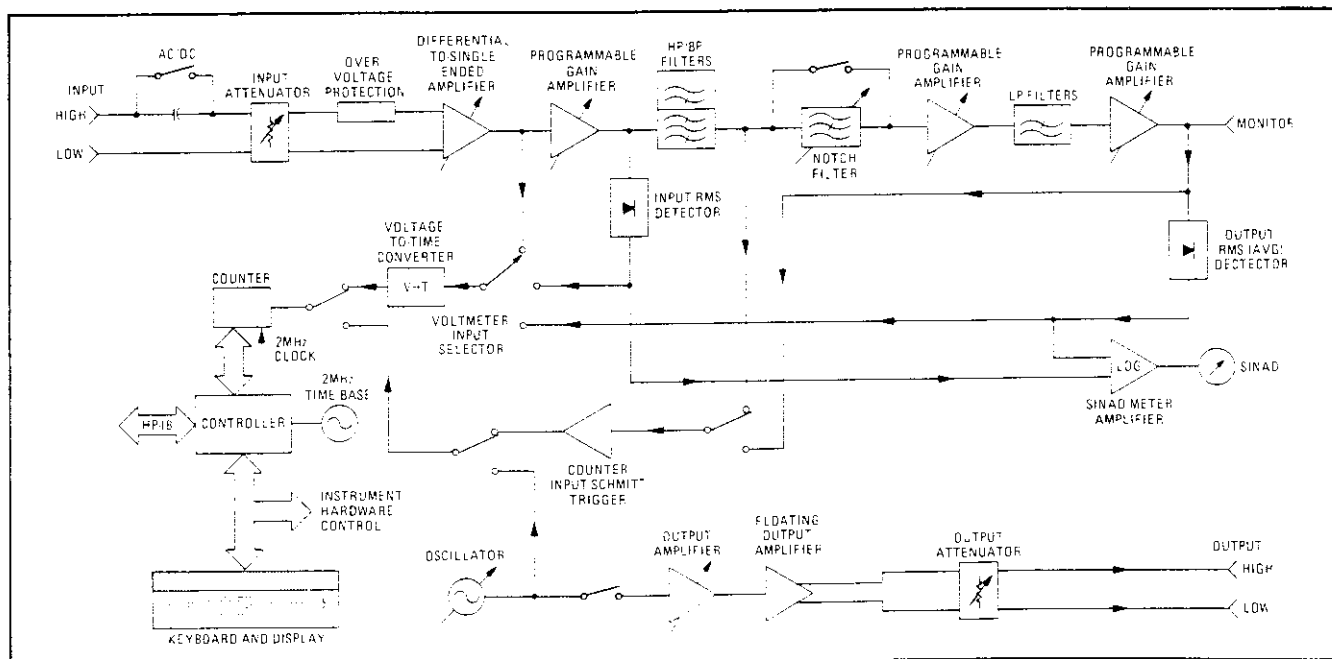 AC/DC
INPUT
HIGH
LOW
INPUT
ATTENUATOR
OVER
VOLTAGE
PROTECTION
DIFFERENTIAL
TO-SINGLE
ENDED
AMPLIFIER
PROGRAMMABLE
GAIN
AMPLIFIER
HP/BP
FILTERS
NOTCH
FILTER
PROGRAMMABLE
GAIN
AMPLIFIER
LP FILTERS
PROGRAMMABLE
GAIN
AMPLIFIER
MONITOR
INPUT RMS
DETECTOR
OUTPUT
RMS (AVG)
DECTECTOR
VOLTAGE
TO-TIME
CONVERTER
V→T
COUNTER
2MHz
CLOCK
VOLTMETER
INPUT
SELECTOR
LOG
SINAD
SINAD METER
AMPLIFIER
2MHz
TIME BASE
HP-IB
CONTROLLER
COUNTER
INPUT SCHMITT
TRIGGER
INSTRUMENT
HARDWARE
CONTROL
KEYBOARD AND DISPLAY
OSCILLATOR
OUTPUT
AMPLIFIER
FLOATING
OUTPUT
AMPLIFIER
OUTPUT
ATTENUATOR
OUTPUT
HIGH
LOW